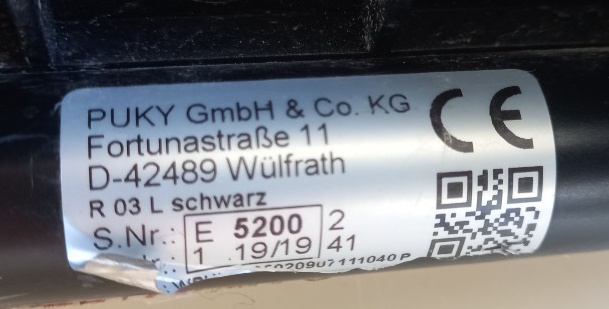 PUKY GmbH & Co. KG
CE
Fortunastraße 11
D-42489 Wülfrath
R 03 L schwarz
S.Nr.: E 5200 2
1 19/19 41